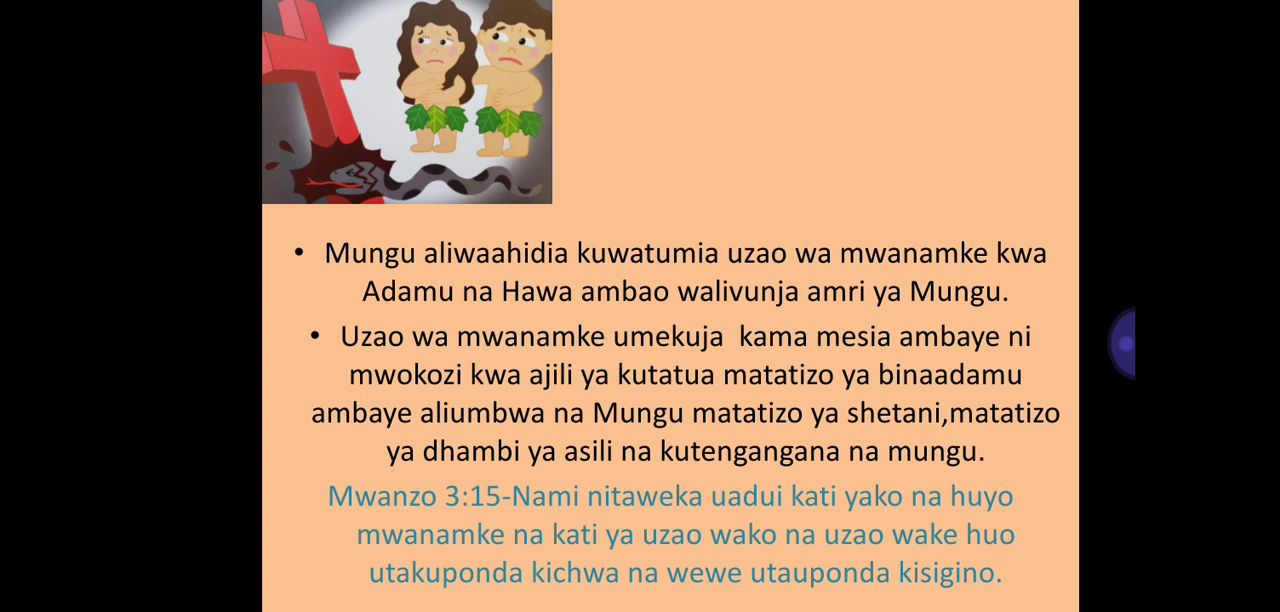 • Mungu aliwaahidia kuwatumia uzao wa mwanamke kwa
Adamu na Hawa ambao walivunja amri ya Mungu.
• Uzao wa mwanamke umekuja  kama mesia ambaye ni
mwokozi kwa ajili ya kutatua matatizo ya binaadamu
ambaye aliumbwa na Mungu matatizo ya shetani,matatizo
ya dhambi ya asili na kutengangana na mungu.
Mwanzo 3:15-Nami nitaweka uadui kati yako na huyo
mwanamke na kati ya uzao wako na uzao wake huo
utakuponda kichwa na wewe utauponda kisigino.